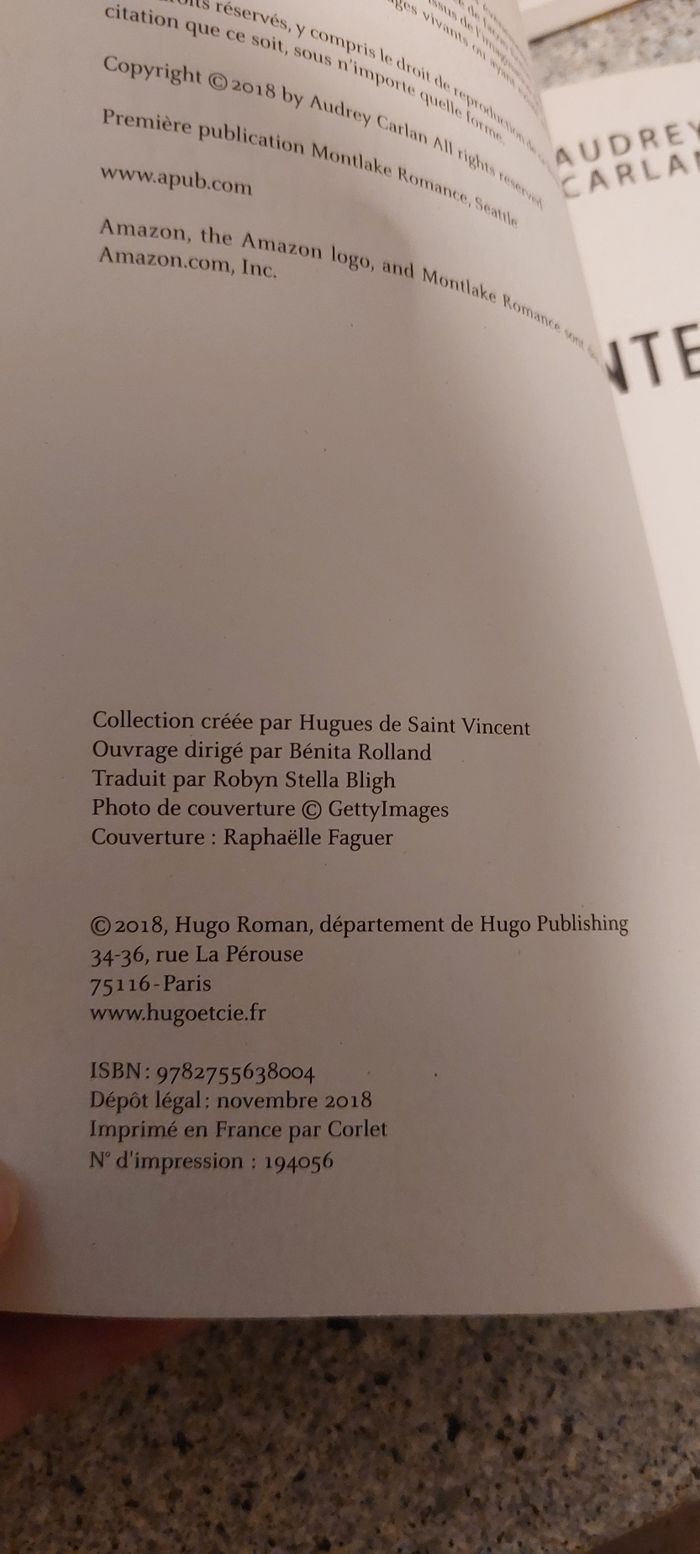 réservés, y compris le droit de reproduction de
citation que ce soit, sous n'importe quelle forme.
Copyright ©2018 by Audrey Carlan All rights reserved
Première publication Montlake Romance, Seattle
www.apub.com
Amazon, the Amazon logo, and Montlake Romance sont
Amazon.com, Inc.
Collection créée par Hugues de Saint Vincent
Ouvrage dirigé par Bénita Rolland
Traduit par Robyn Stella Bligh
Photo de couverture © GettyImages
Couverture : Raphaëlle Faguer
©2018, Hugo Roman, département de Hugo Publishing
34-36, rue La Pérouse
75116-Paris
www.hugoetcie.fr
ISBN: 9782755638004
Dépôt légal: novembre 2018
Imprimé en France par Corlet
N° d'impression : 194056
AUDREY
CARLAN
NTE